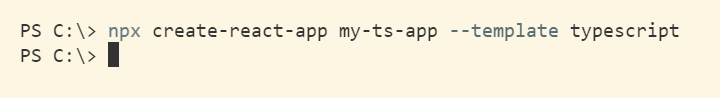 PS C:\> npx create-react-app my-ts-app --template typescript
PS C:\>